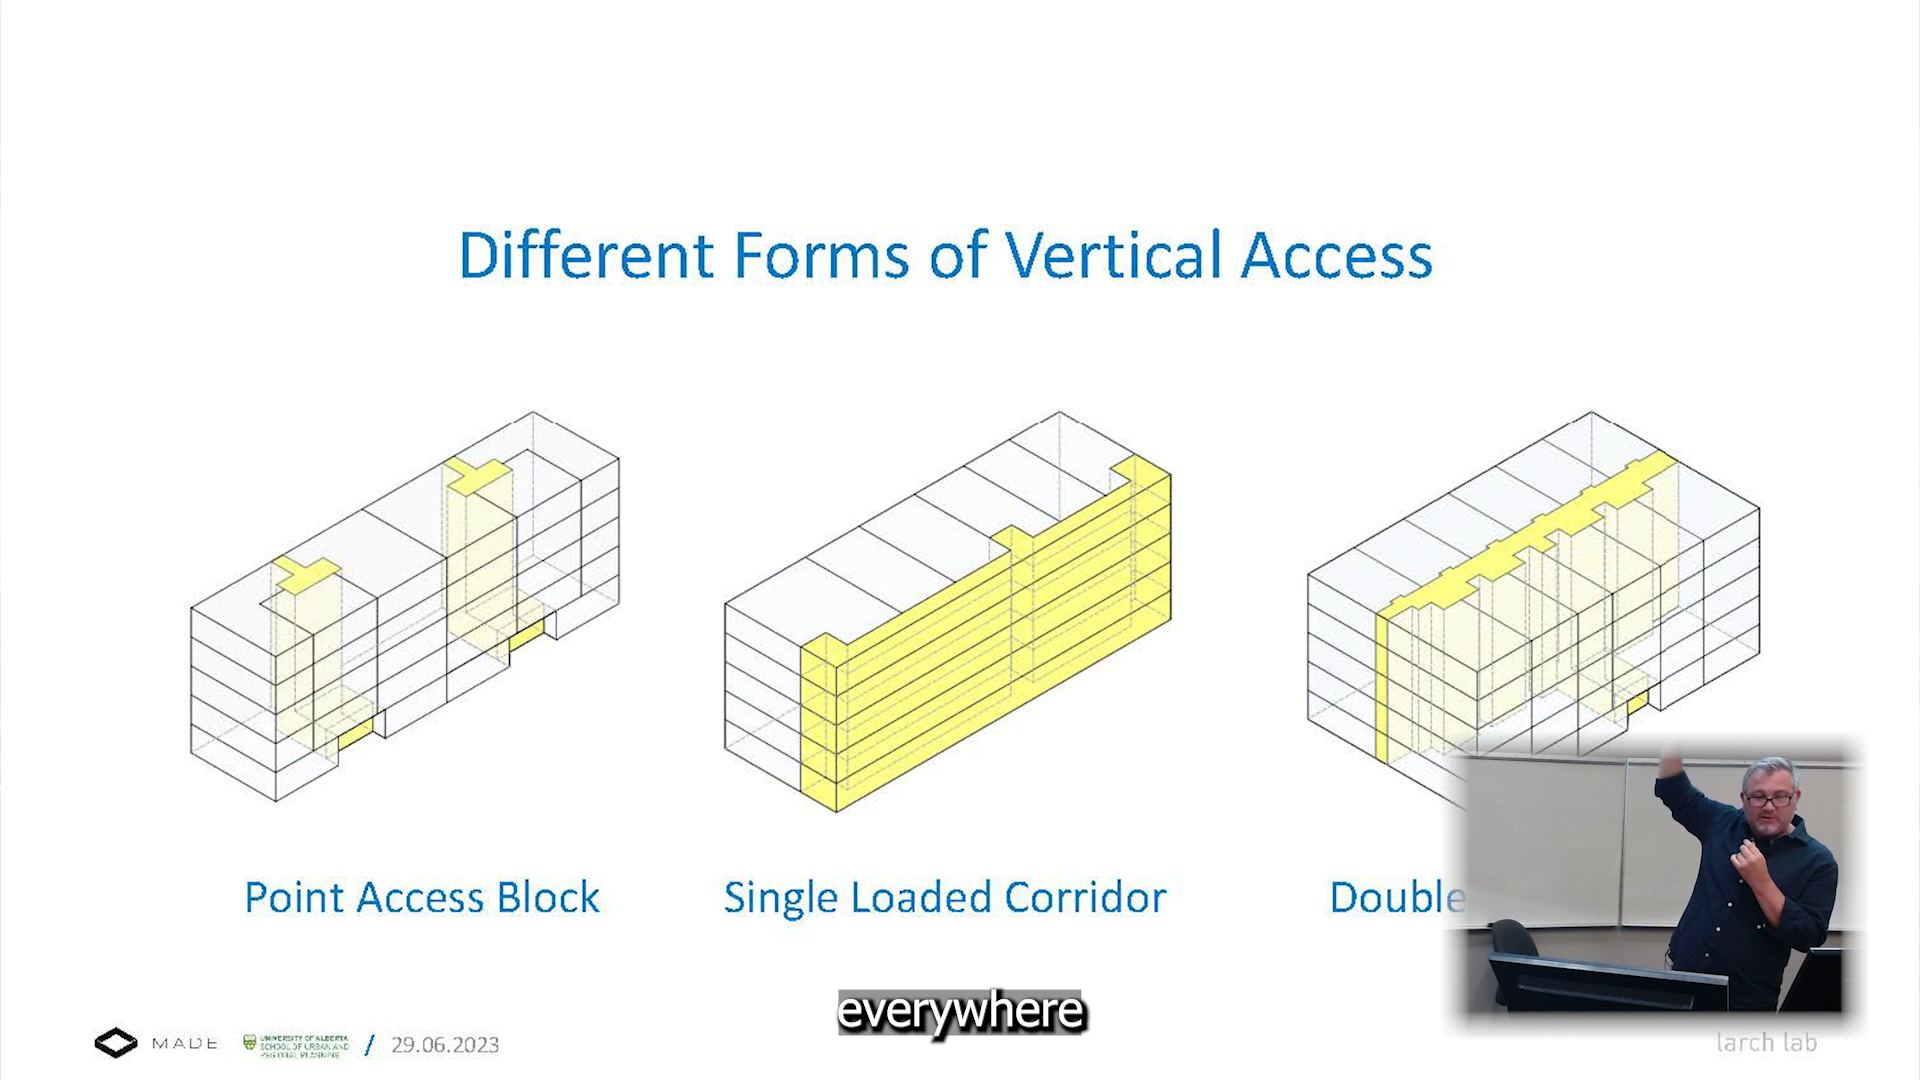 Different Forms of Vertical Access
Point Access Block
Single Loaded Corridor
Double
everywhere
MADE
UNIVERSITY OF ALBERTA
SCHOOL OF URBAN AND
REGIONAL PLANNING
/ 29.06.2023
larch lab